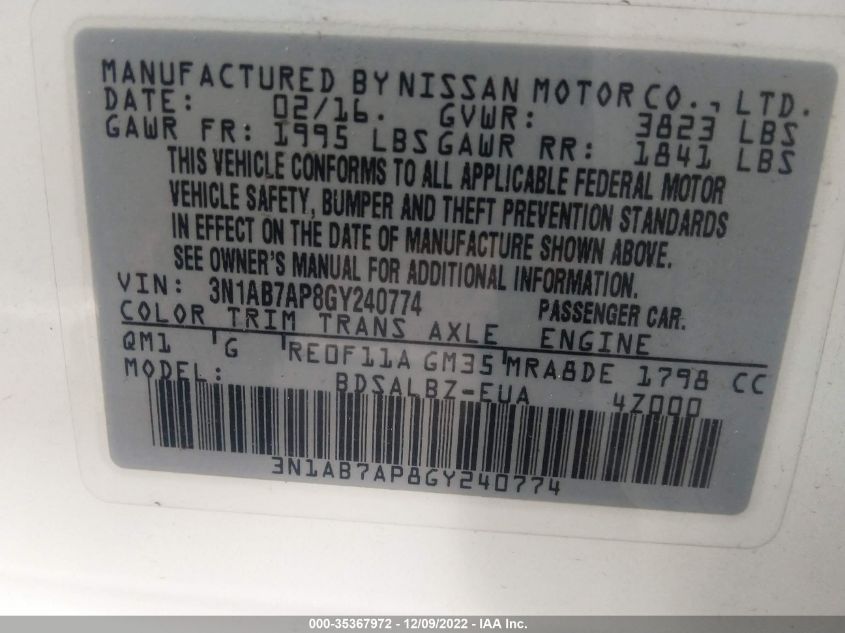 MANUFACTURED BY NISSAN MOTOR CO., LTD.
DATE: 02/16. GVWR: 3823 LBS
GAWR FR: 1995 LBS GAWR RR: 1841 LBS
THIS VEHICLE CONFORMS TO ALL APPLICABLE FEDERAL MOTOR
VEHICLE SAFETY, BUMPER AND THEFT PREVENTION STANDARDS
IN EFFECT ON THE DATE OF MANUFACTURE SHOWN ABOVE.
SEE OWNER'S MANUAL FOR ADDITIONAL INFORMATION.
VIN: 3N1AB7AP8GY240774 PASSENGER CAR.
COLOR TRIM TRANS AXLE ENGINE
QM1 G RE0F11A GM35 MRA8DE 1798 CC
MODEL: BDSALBZ-EUA 4Z000
3N1AB7AP8GY240774
000-35367972 - 12/09/2022 - IAA Inc.